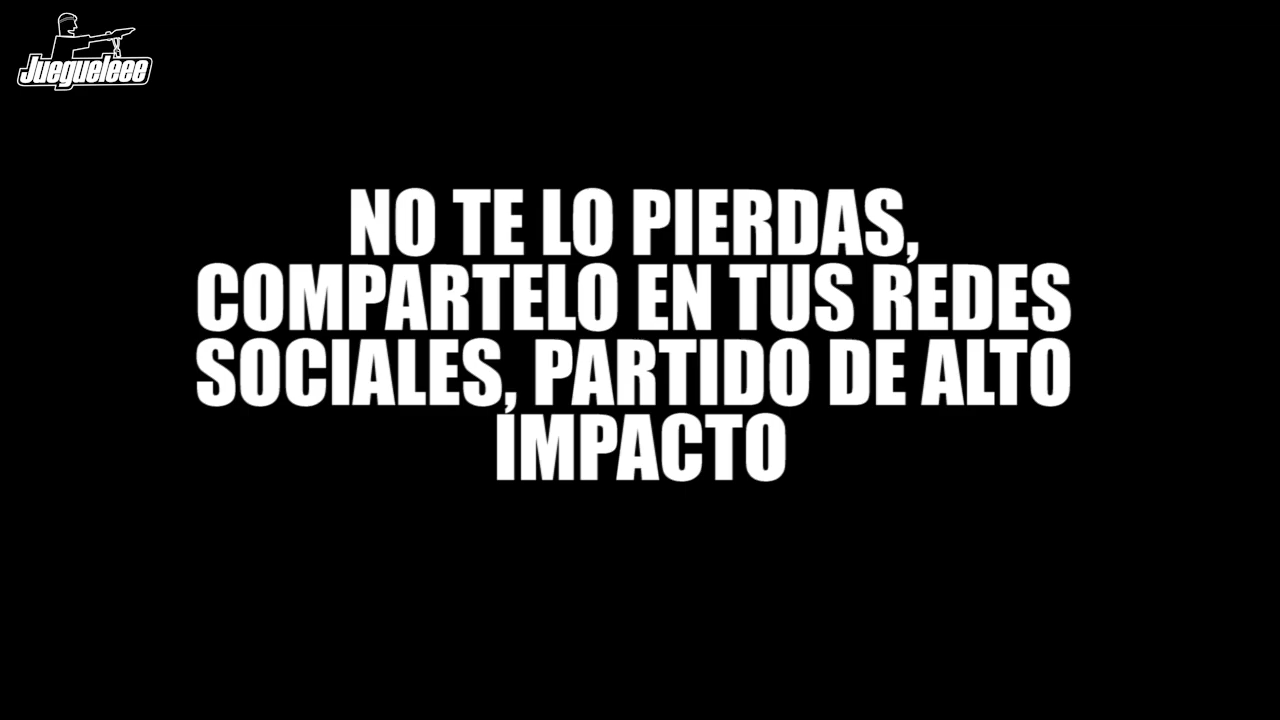 Juegueleee
NO TE LO PIERDAS,
COMPARTELO EN TUS REDES
SOCIALES, PARTIDO DE ALTO
IMPACTO